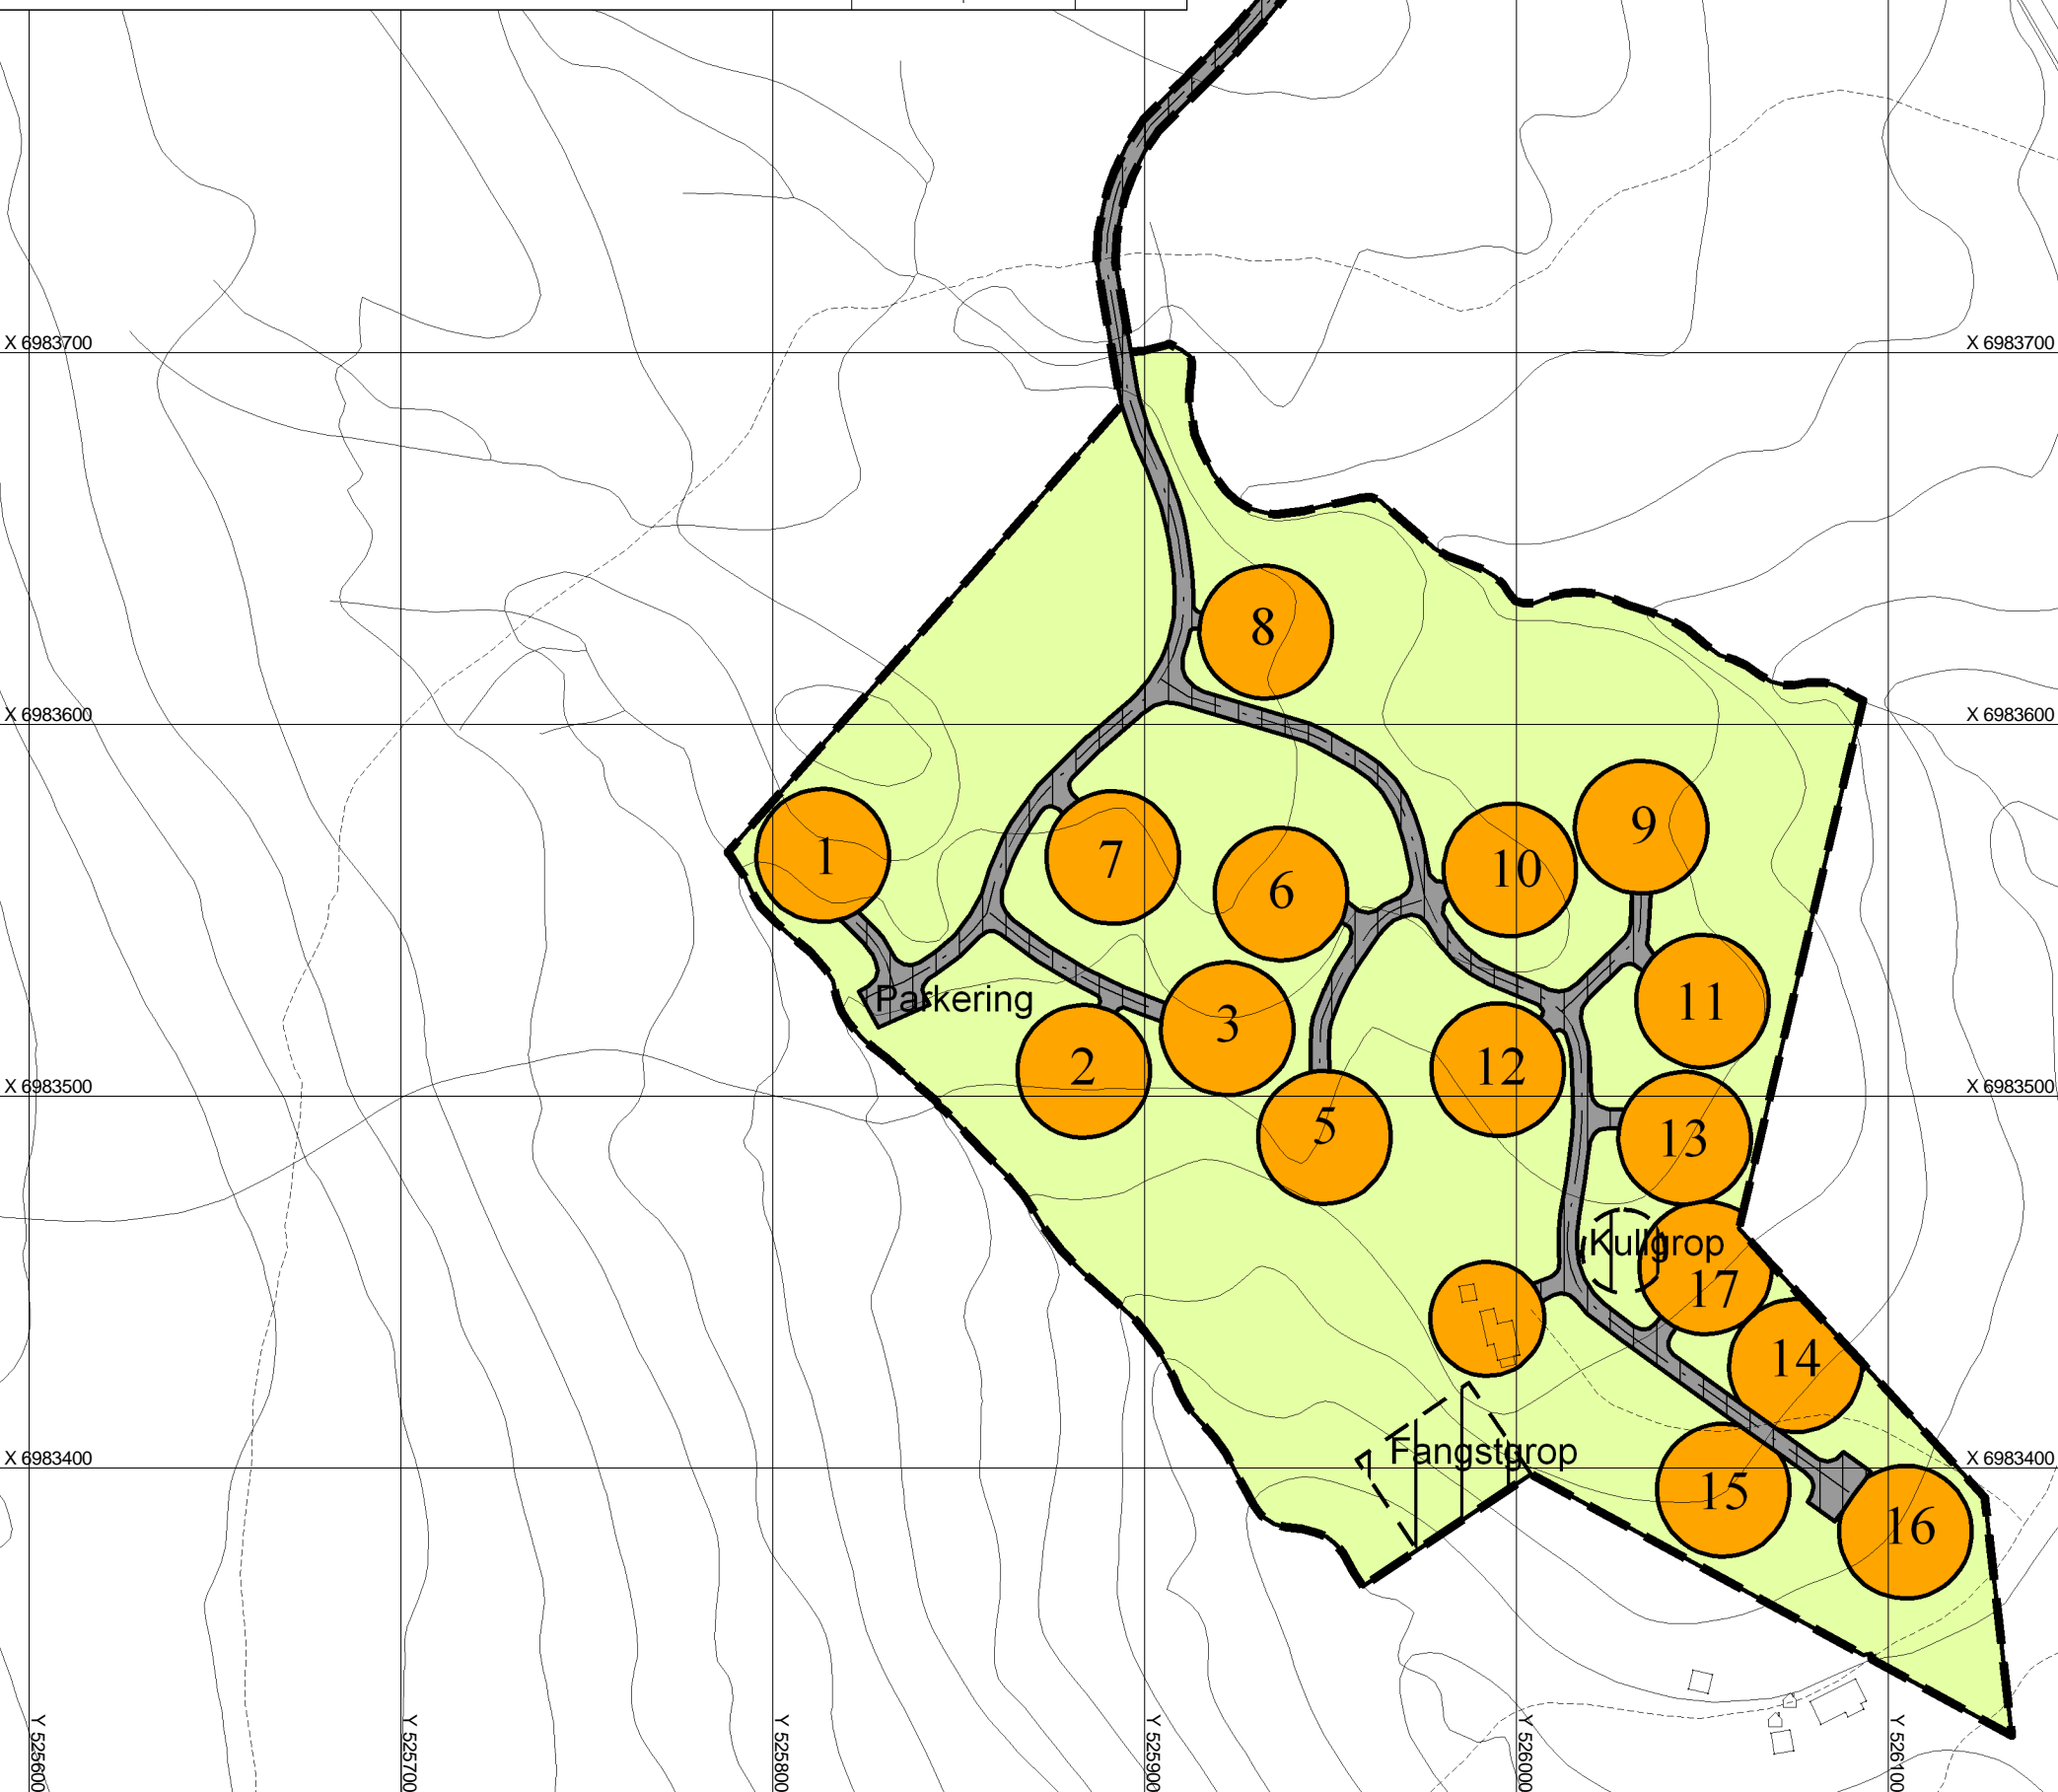 X 6983700
X 6983700
8
X 6983600
X 6983600
9
1
7
6
10
Parkering
3
11
2
12
X 6983500
X 6983500
5
13
Kullgrop
17
14
Fangstgrop
X 6983400
X 6983400
15
16
Y 525600
Y 525700
Y 525800
Y 525900
Y 526000
Y 526100